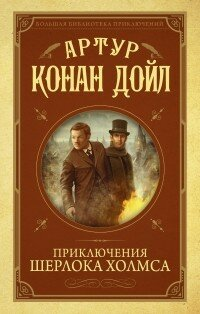 БОЛЬШАЯ БИБЛИОТЕКА ПРИКЛЮЧЕНИЙ
АРТУР
КОНАН ДОЙЛ
ПРИКЛЮЧЕНИЯ
ШЕРЛОКА ХОЛМСА